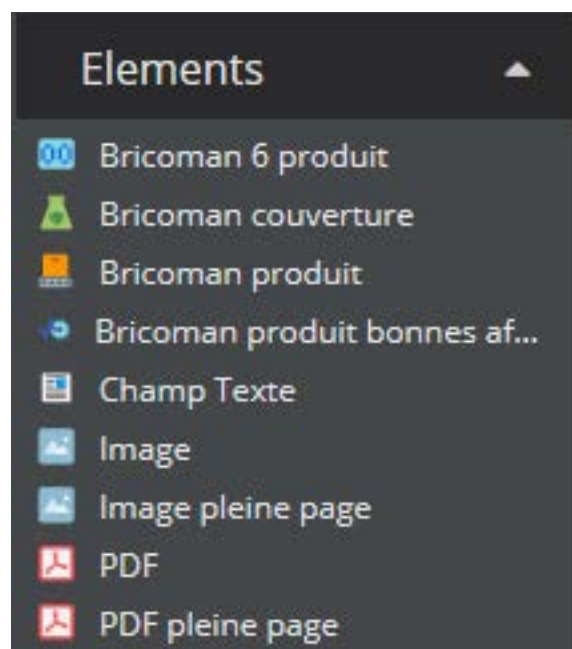 Elements
Bricoman 6 produit
Bricoman couverture
Bricoman produit
Bricoman produit bonnes af...
Champ Texte
Image
Image pleine page
PDF
PDF pleine page